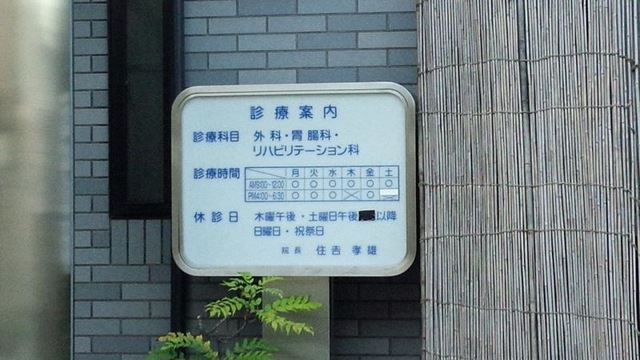 診療案内
診療科目 外科・胃腸科・
リハビリテーション科
診療時間 月 火 水 木 金 土
AM9:00~12:00 ○ ○ ○ ○ ○ ○
PM4:00~6:30 ○ ○ ○ ╳ ○
休診日 木曜午後・土曜日午後 以降
日曜日・祝祭日
院長 住吉 孝雄